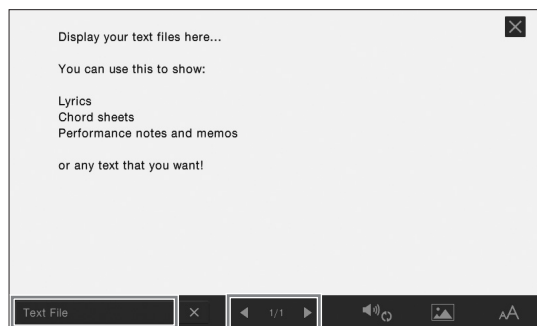 Display your text files here...
You can use this to show:
Lyrics
Chord sheets
Performance notes and memos
or any text that you want!
Text File
1/1
AA